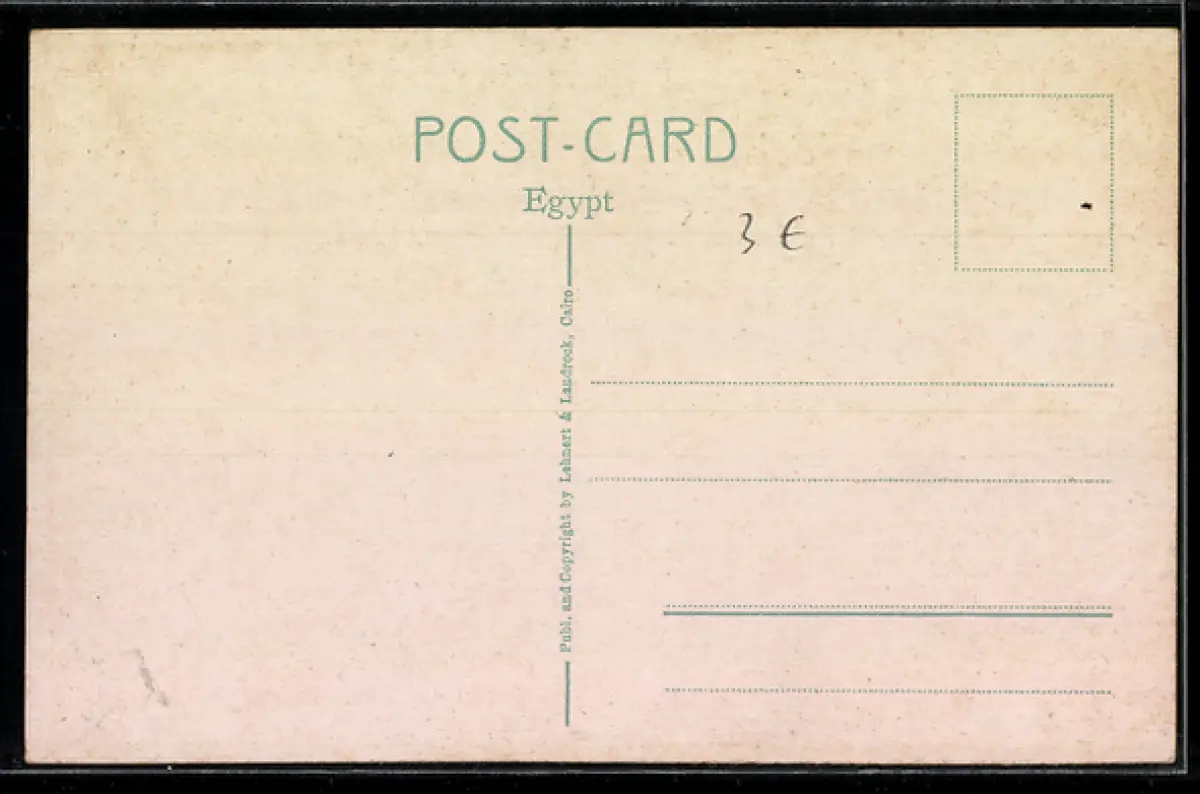 POST-CARD
Egypt
3 €
Publ. and Copyright by Lehnert & Landrock, Cairo